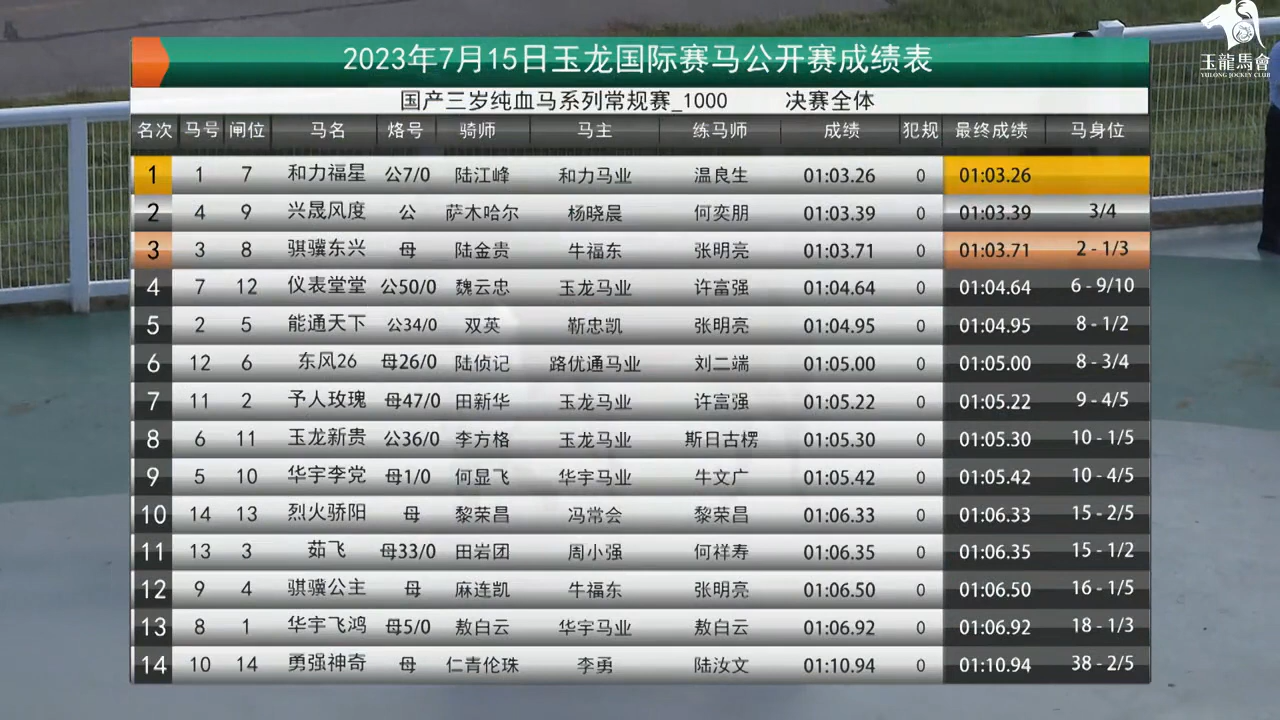 玉龍馬會
YULONG JOCKEY CLUB
2023年7月15日玉龙国际赛马公开赛成绩表
国产三岁纯血马系列常规赛_1000 决赛全体
名次 马号 闸位 马名 烙号 骑师 马主 练马师 成绩 犯规 最终成绩 马身位
1 1 7 和力福星 公7/0 陆江峰 和力马业 温良生 01:03.26 0 01:03.26
2 4 9 兴晟风度 公 萨木哈尔 杨晓晨 何奕朋 01:03.39 0 01:03.39 3/4
3 3 8 骐骥东兴 母 陆金贵 牛福东 张明亮 01:03.71 0 01:03.71 2 - 1/3
4 7 12 仪表堂堂 公50/0 魏云忠 玉龙马业 许富强 01:04.64 0 01:04.64 6 - 9/10
5 2 5 能通天下 公34/0 双英 靳忠凯 张明亮 01:04.95 0 01:04.95 8 - 1/2
6 12 6 东风26 母26/0 陆侦记 路优通马业 刘二端 01:05.00 0 01:05.00 8 - 3/4
7 11 2 予人玫瑰 母47/0 田新华 玉龙马业 许富强 01:05.22 0 01:05.22 9 - 4/5
8 6 11 玉龙新贵 公36/0 李方格 玉龙马业 斯日古楞 01:05.30 0 01:05.30 10 - 1/5
9 5 10 华宇李党 母1/0 何显飞 华宇马业 牛文广 01:05.42 0 01:05.42 10 - 4/5
10 14 13 烈火骄阳 母 黎荣昌 冯常会 黎荣昌 01:06.33 0 01:06.33 15 - 2/5
11 13 3 茹飞 母33/0 田岩团 周小强 何祥寿 01:06.35 0 01:06.35 15 - 1/2
12 9 4 骐骥公主 母 麻连凯 牛福东 张明亮 01:06.50 0 01:06.50 16 - 1/5
13 8 1 华宇飞鸿 母5/0 敖白云 华宇马业 敖白云 01:06.92 0 01:06.92 18 - 1/3
14 10 14 勇强神奇 母 仁青伦珠 李勇 陆汝文 01:10.94 0 01:10.94 38 - 2/5